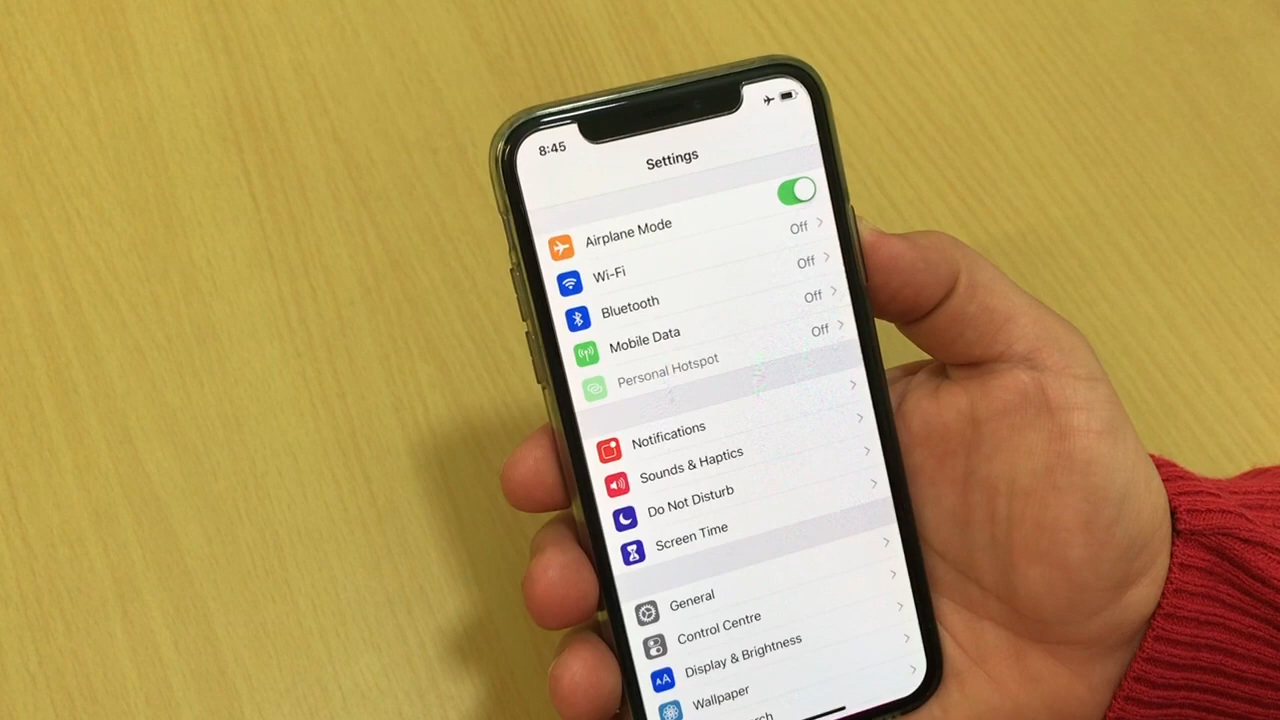 8:45
Settings
Airplane Mode
Wi-Fi Off
Bluetooth Off
Mobile Data Off
Personal Hotspot Off
Notifications
Sounds & Haptics
Do Not Disturb
Screen Time
General
Control Centre
AA Display & Brightness
Wallpaper